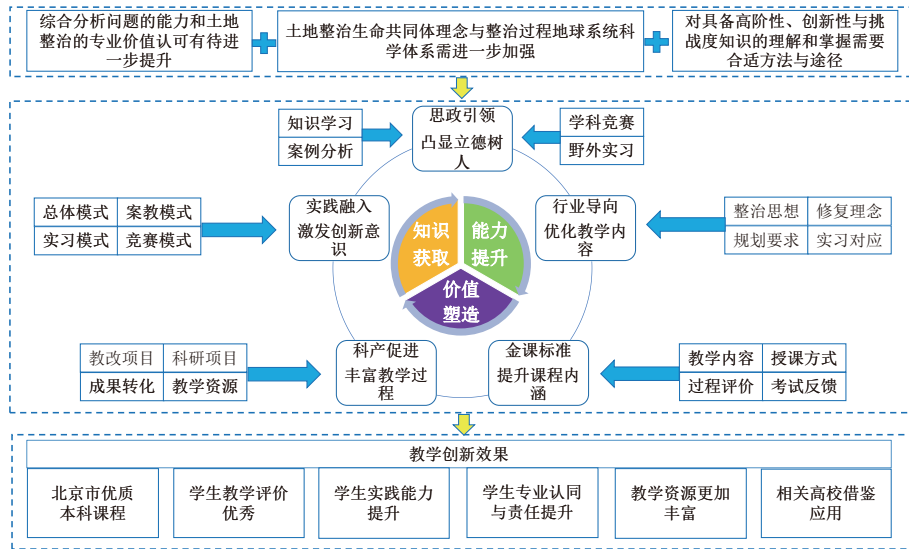 综合分析问题的能力和土地
整治的专业价值认可有待进
一步提升
土地整治生命共同体理念与整治过程地球系统科
学体系需进一步加强
对具备高阶性、创新性与挑
战度知识的理解和掌握需要
合适方法与途径
知识学习
案例分析
思政引领
凸显立德树
人
学科竞赛
野外实习
总体模式
案教模式
实习模式
竞赛模式
实践融入
激发创新意
识
知识
获取
能力
提升
价值
塑造
行业导向
优化教学内
容
整治思想
修复理念
规划要求
实习对应
教改项目
科研项目
成果转化
教学资源
科产促进
丰富教学过
程
金课标准
提升课程内
涵
教学内容
授课方式
过程评价
考试反馈
教学创新效果
北京市优质
本科课程
学生教学评价
优秀
学生实践能力
提升
学生专业认同
与责任提升
教学资源更加
丰富
相关高校借鉴
应用